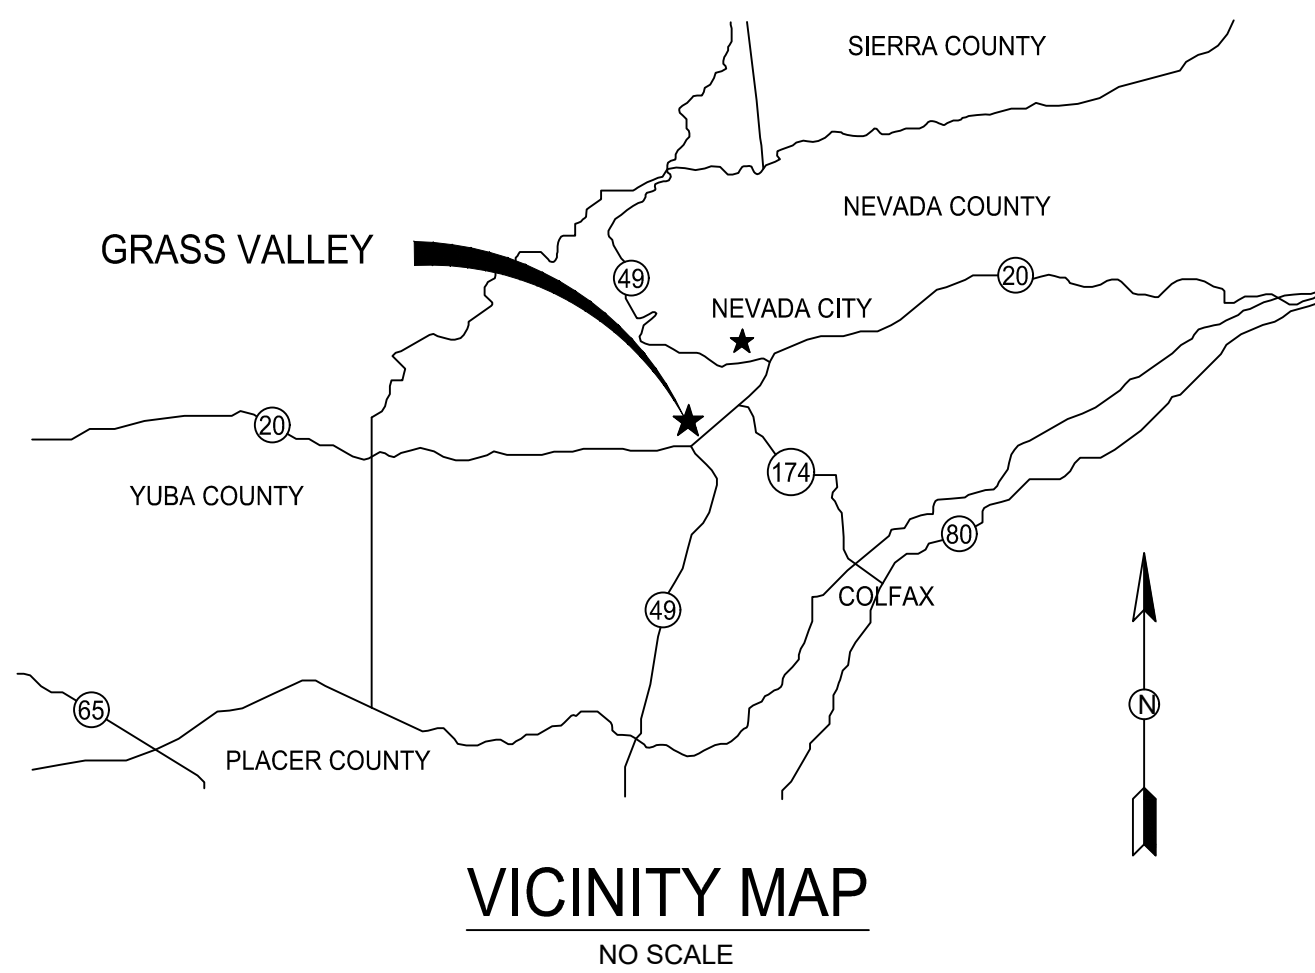 SIERRA COUNTY
NEVADA COUNTY
GRASS VALLEY
49
20
NEVADA CITY
20
174
YUBA COUNTY
80
COLFAX
49
65
N
PLACER COUNTY
VICINITY MAP
NO SCALE